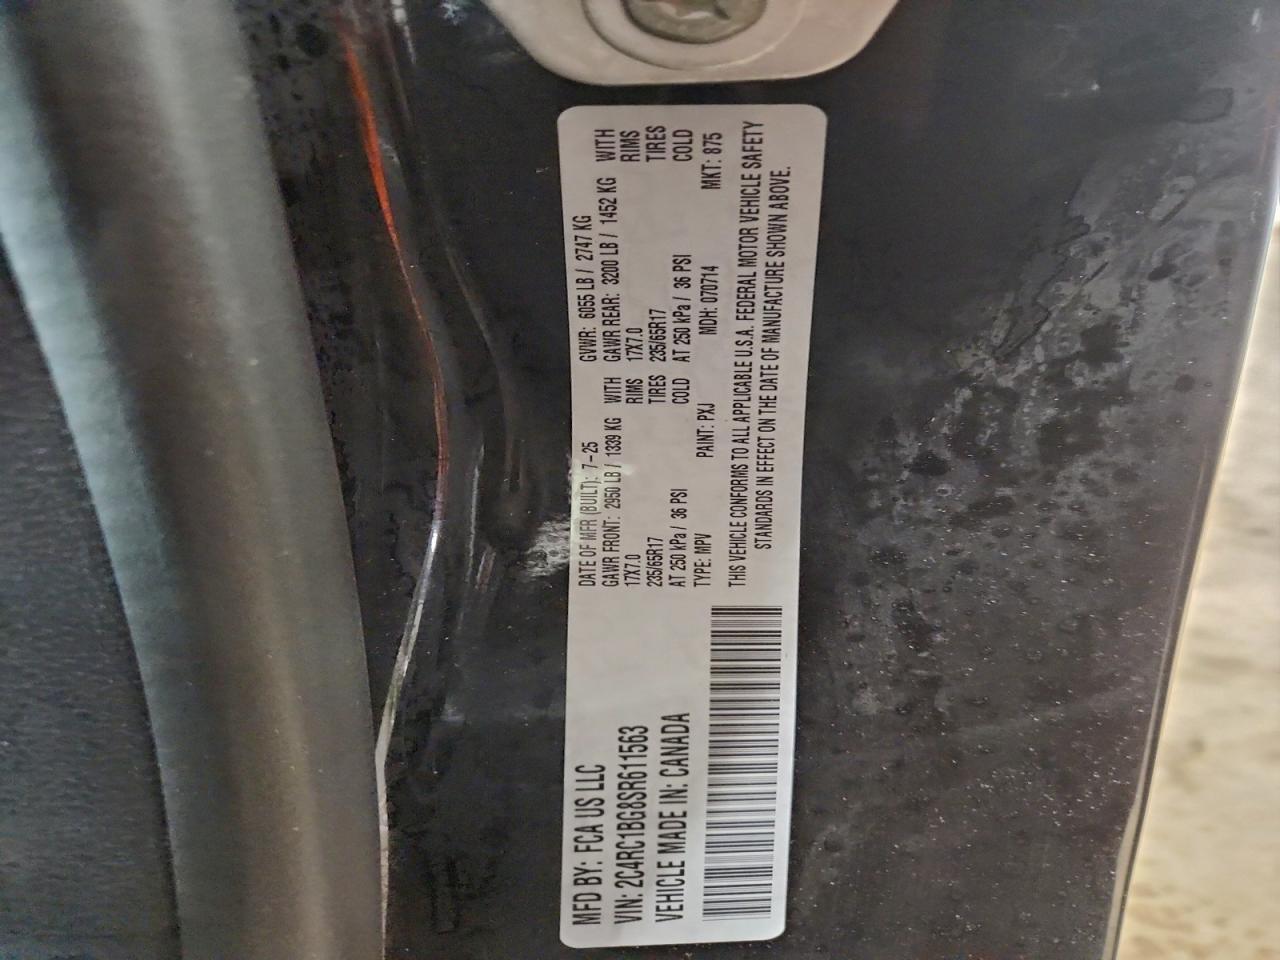 MFD BY: FCA US LLC
VIN: 2C4RC1BG8SR611563
VEHICLE MADE IN: CANADA
DATE OF MFR (BUILT): 7-25 GVWR: 6055 LB / 2747 KG
GAWR FRONT: 2950 LB / 1339 KG WITH GAWR REAR: 3200 LB / 1452 KG WITH
17X7.0 RIMS 17X7.0 RIMS
235/65R17 TIRES 235/65R17 TIRES
AT 250 kPa / 36 PSI COLD AT 250 kPa / 36 PSI COLD
TYPE: MPV PAINT: PXJ MDH: 070714 MKT: 875
THIS VEHICLE CONFORMS TO ALL APPLICABLE U.S.A. FEDERAL MOTOR VEHICLE SAFETY
STANDARDS IN EFFECT ON THE DATE OF MANUFACTURE SHOWN ABOVE.